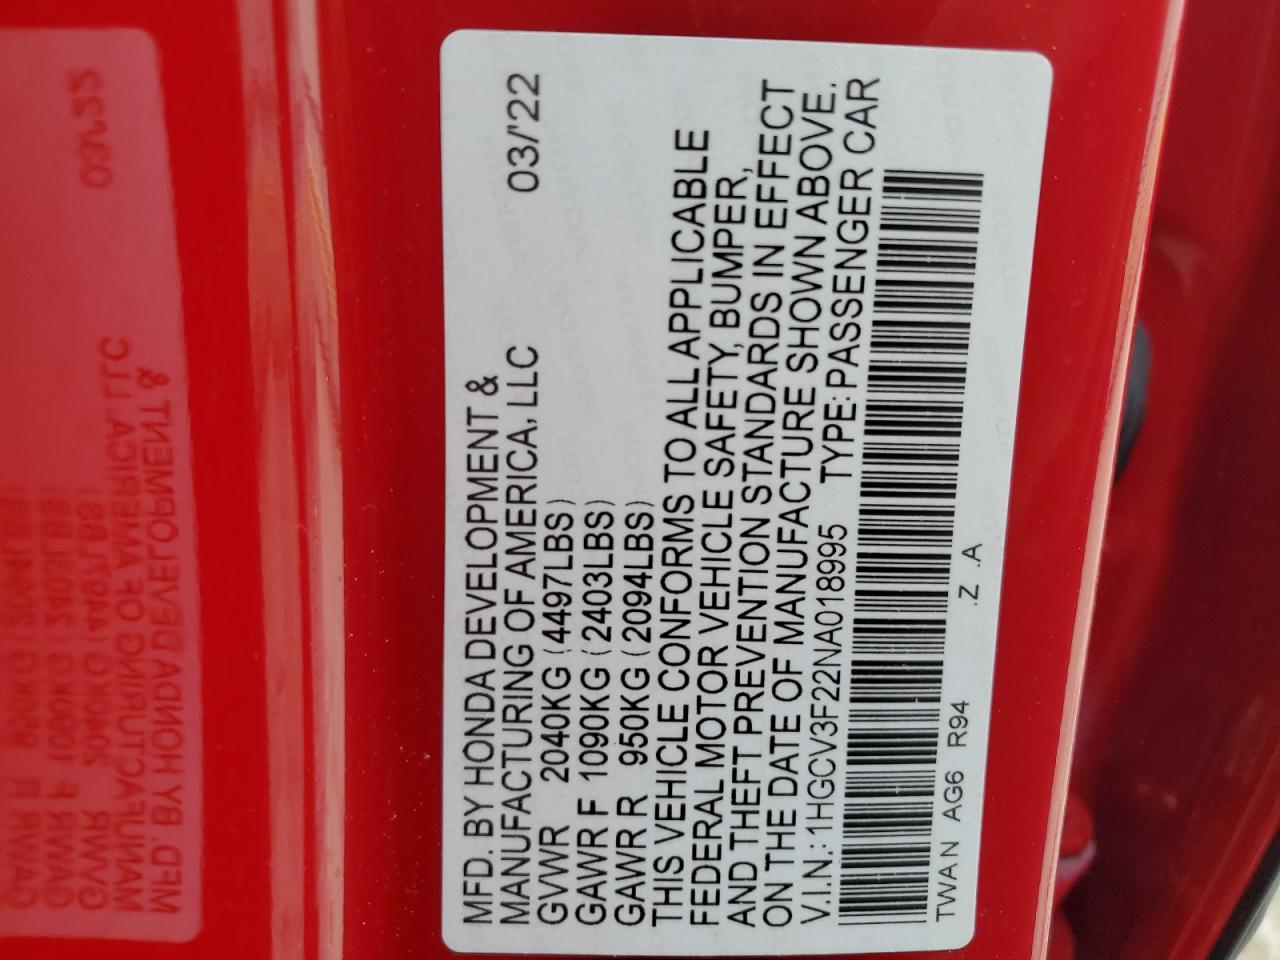 MFD. BY HONDA DEVELOPMENT &
MANUFACTURING OF AMERICA, LLC 03/'22
GVWR 2040KG (4497LBS)
GAWR F 1090KG (2403LBS)
GAWR R 950KG (2094LBS)
THIS VEHICLE CONFORMS TO ALL APPLICABLE
FEDERAL MOTOR VEHICLE SAFETY, BUMPER,
AND THEFT PREVENTION STANDARDS IN EFFECT
ON THE DATE OF MANUFACTURE SHOWN ABOVE.
V.I.N.: 1HGCV3F22NA018995 TYPE: PASSENGER CAR
TWA N AG6 R94 .Z .A